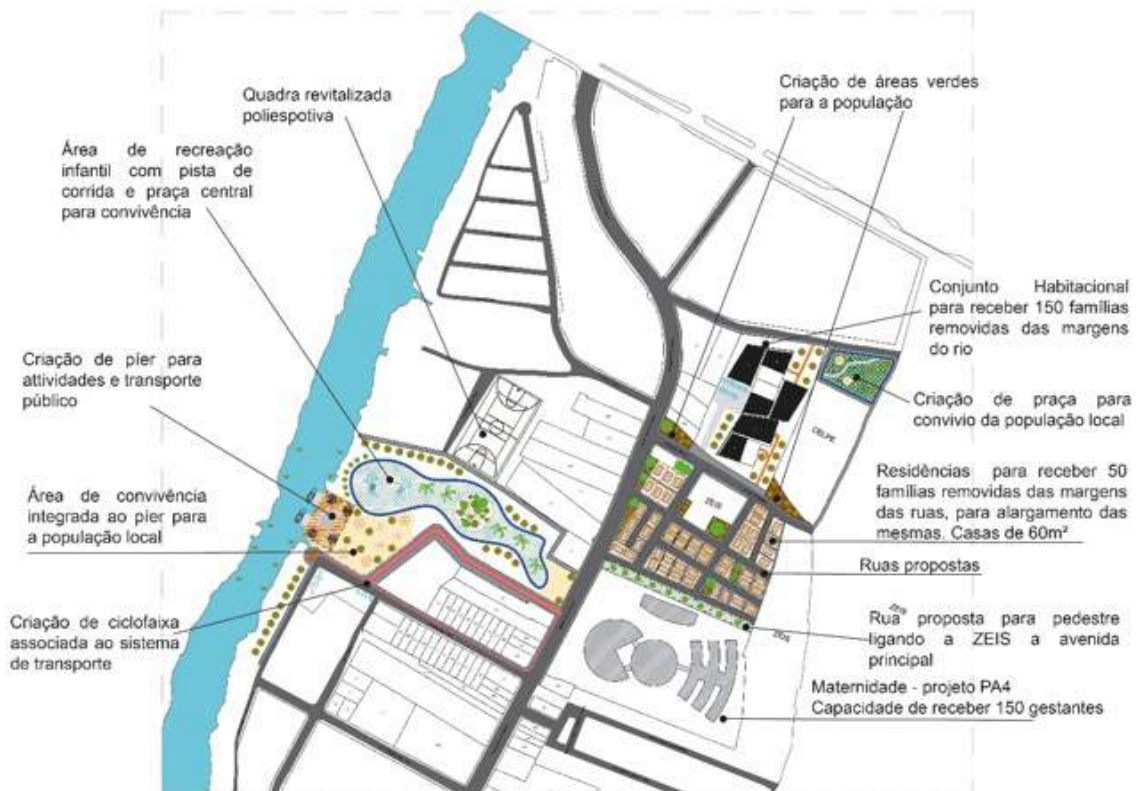 Quadra revitalizada
poliespotiva
Área de recreação
infantil com pista de
corrida e praça central
para convivência
Criação de pier para
attividades e transporte
público
Área de convivência
integrada ao pier para
a população local
Criação de ciclofaixa
associada ao sistema
de transporte
Criação de áreas verdes
para a população
Conjunto Habitacional
para receber 150 famílias
removidas das margens
do rio
Criação de praça para
convivio da população local
CELPE
Residências para receber 50
famílias removidas das margens
das ruas, para alargamento das
mesmas. Casas de 60m²
ZEIS
Ruas propostas
ZEIS
Rua proposta para pedestre
ligando a ZEIS a avenida
principal
ZEIS
Maternidade - projeto PA4
Capacidade de receber 150 gestantes